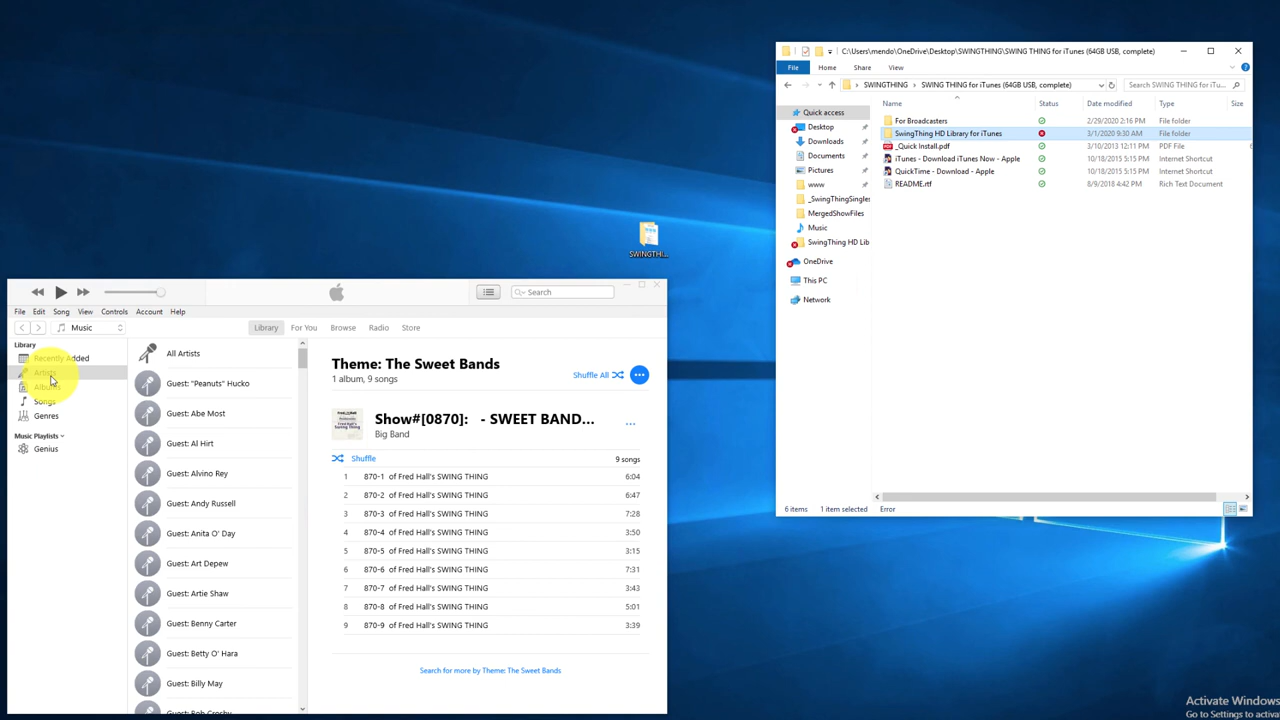 C:\Users\mendo\OneDrive\Desktop\SWINGTHING\SWING THING for iTunes (64GB USB, complete)
File Home Share View
SWINGTHING SWING THING for iTunes (64GB USB, complete) Search SWING THING for iTu...
Name Status Date modified Type Size
Quick access
Desktop
Downloads
Documents
Pictures
www
_SwingThingSingles
MergedShowFiles
Music
SwingThing HD Lib
OneDrive
This PC
Network
For Broadcasters 2/29/2020 2:16 PM File folder
SwingThing HD Library for iTunes 3/1/2020 9:30 AM File folder
_Quick Install.pdf 3/10/2013 12:11 PM PDF File
iTunes - Download iTunes Now - Apple 10/18/2015 5:15 PM Internet Shortcut
QuickTime - Download - Apple 10/18/2015 5:15 PM Internet Shortcut
README.rtf 8/9/2018 4:42 PM Rich Text Document
6 items 1 item selected Error
SWINGTHI...
Search
File Edit Song View Controls Account Help
Music Library For You Browse Radio Store
Library
Recently Added
Artists
Albums
Songs
Genres
Music Playlists
Genius
All Artists
Guest: "Peanuts" Hucko
Guest: Abe Most
Guest: Al Hirt
Guest: Alvino Rey
Guest: Andy Russell
Guest: Anita O' Day
Guest: Art Depew
Guest: Artie Shaw
Guest: Benny Carter
Guest: Betty O' Hara
Guest: Billy May
Guest: Bob Crosby
Theme: The Sweet Bands
1 album, 9 songs
Shuffle All
Show#[0870]: - SWEET BAND...
Big Band
Shuffle 9 songs
1 870-1 of Fred Hall's SWING THING 6:04
2 870-2 of Fred Hall's SWING THING 6:47
3 870-3 of Fred Hall's SWING THING 7:28
4 870-4 of Fred Hall's SWING THING 3:50
5 870-5 of Fred Hall's SWING THING 3:15
6 870-6 of Fred Hall's SWING THING 7:31
7 870-7 of Fred Hall's SWING THING 3:43
8 870-8 of Fred Hall's SWING THING 5:01
9 870-9 of Fred Hall's SWING THING 3:39
Search for more by Theme: The Sweet Bands
Activate Windows
Go to Settings to activa